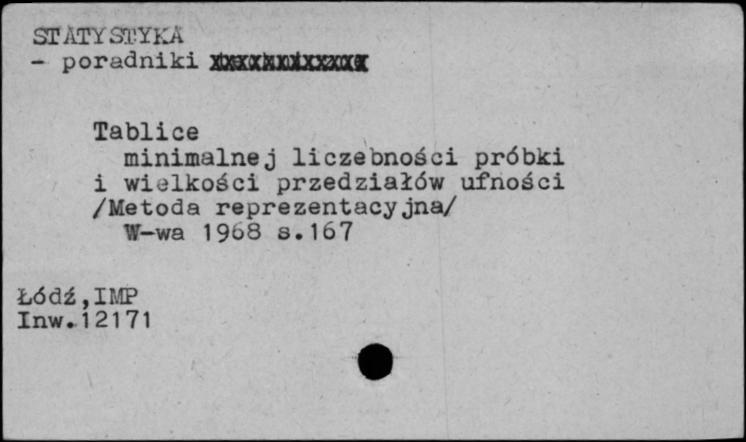 STATYSTYKA
- poradniki
Tablice
minimalnej liczebności próbki
i wielkości przedziałów ufności
/Metoda reprezentacyjna/
W-wa 1968 s.167
Łódź,IMP
Inw.12171